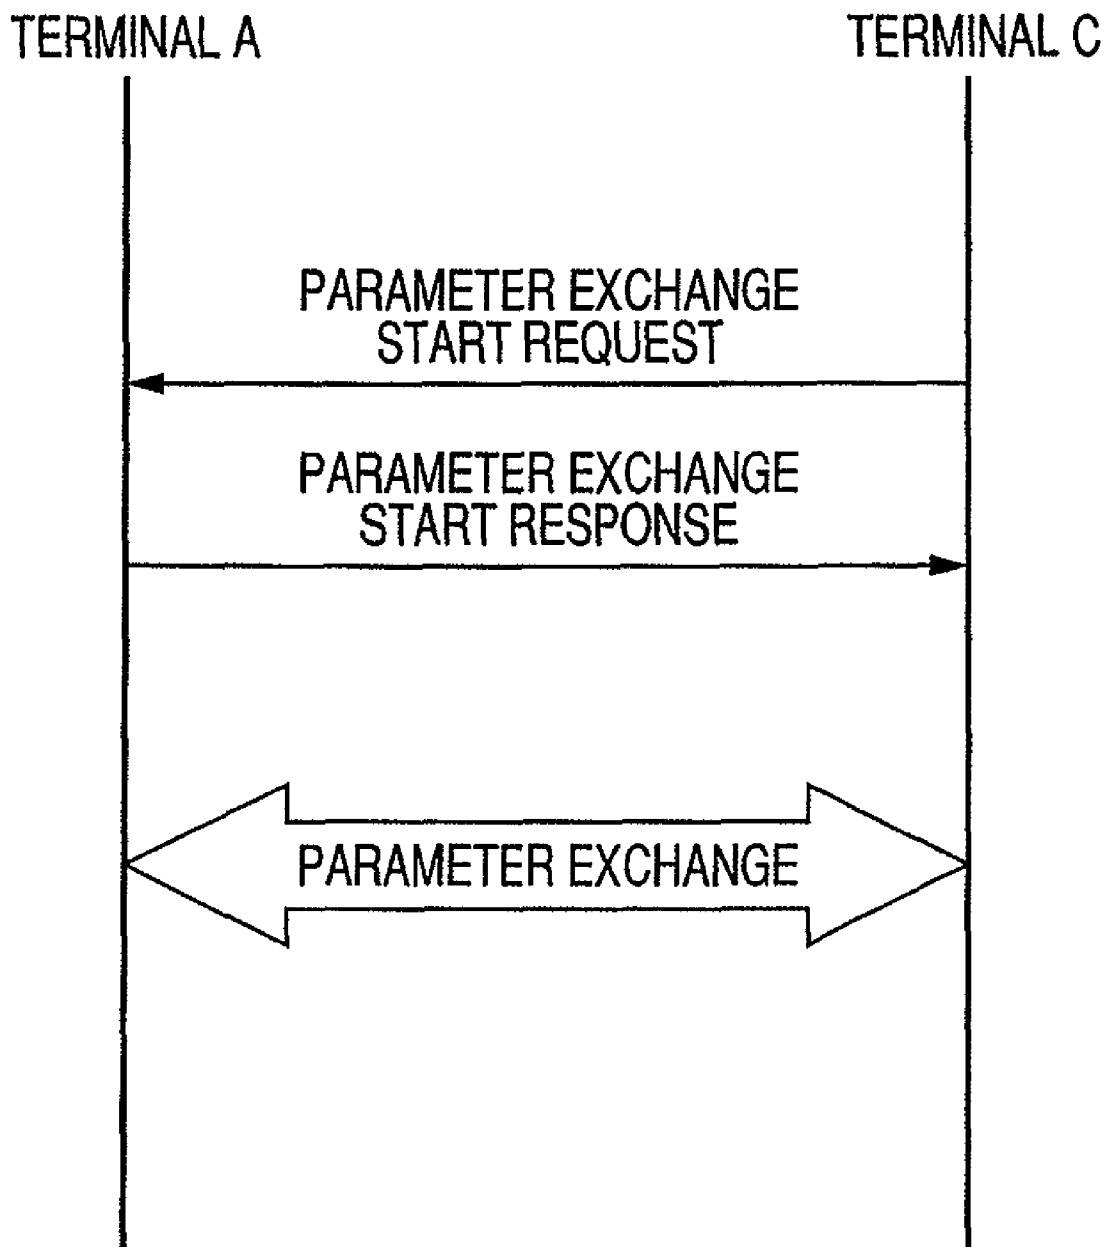 TERMINAL A
TERMINAL C
PARAMETER EXCHANGE
START REQUEST
PARAMETER EXCHANGE
START RESPONSE
PARAMETER EXCHANGE